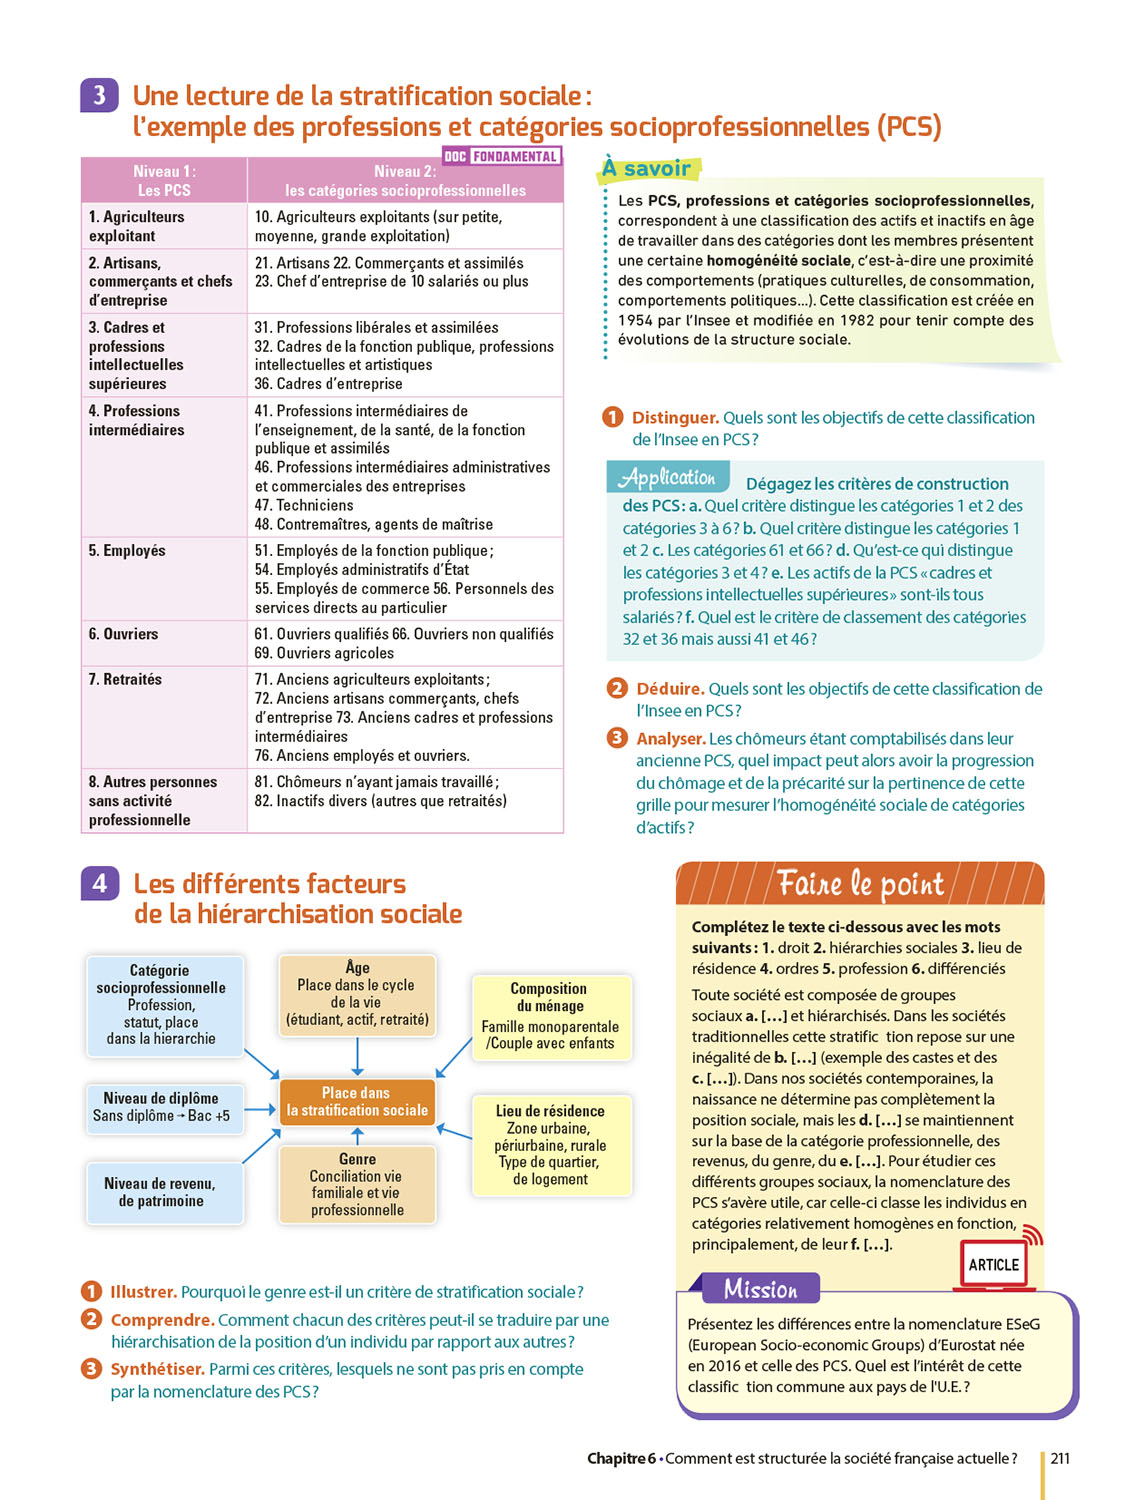 3 Une lecture de la stratification sociale :
l’exemple des professions et catégories socioprofessionnelles (PCS)
DOC FONDAMENTAL
Niveau 1 :
Les PCS
Niveau 2 :
les catégories socioprofessionnelles
1. Agriculteurs
exploitant
10. Agriculteurs exploitants (sur petite,
moyenne, grande exploitation)
2. Artisans,
commerçants et chefs
d’entreprise
21. Artisans 22. Commerçants et assimilés
23. Chef d’entreprise de 10 salariés ou plus
3. Cadres et
professions
intellectuelles
supérieures
31. Professions libérales et assimilées
32. Cadres de la fonction publique, professions
intellectuelles et artistiques
36. Cadres d’entreprise
4. Professions
intermédiaires
41. Professions intermédiaires de
l’enseignement, de la santé, de la fonction
publique et assimilés
46. Professions intermédiaires administratives
et commerciales des entreprises
47. Techniciens
48. Contremaîtres, agents de maîtrise
5. Employés
51. Employés de la fonction publique ;
54. Employés administratifs d’État
55. Employés de commerce 56. Personnels des
services directs au particulier
6. Ouvriers
61. Ouvriers qualifiés 66. Ouvriers non qualifiés
69. Ouvriers agricoles
7. Retraités
71. Anciens agriculteurs exploitants ;
72. Anciens artisans commerçants, chefs
d’entreprise 73. Anciens cadres et professions
intermédiaires
76. Anciens employés et ouvriers.
8. Autres personnes
sans activité
professionnelle
81. Chômeurs n’ayant jamais travaillé ;
82. Inactifs divers (autres que retraités)
À savoir
Les PCS, professions et catégories socioprofessionnelles,
correspondent à une classification des actifs et inactifs en âge
de travailler dans des catégories dont les membres présentent
une certaine homogénéité sociale, c’est-à-dire une proximité
des comportements (pratiques culturelles, de consommation,
comportements politiques...). Cette classification est créée en
1954 par l’Insee et modifiée en 1982 pour tenir compte des
évolutions de la structure sociale.
1 Distinguer. Quels sont les objectifs de cette classification
de l’Insee en PCS ?
Application Dégagez les critères de construction
des PCS : a. Quel critère distingue les catégories 1 et 2 des
catégories 3 à 6 ? b. Quel critère distingue les catégories 1
et 2 c. Les catégories 61 et 66 ? d. Qu’est-ce qui distingue
les catégories 3 et 4 ? e. Les actifs de la PCS « cadres et
professions intellectuelles supérieures » sont-ils tous
salariés ? f. Quel est le critère de classement des catégories
32 et 36 mais aussi 41 et 46 ?
2 Déduire. Quels sont les objectifs de cette classification de
l’Insee en PCS ?
3 Analyser. Les chômeurs étant comptabilisés dans leur
ancienne PCS, quel impact peut alors avoir la progression
du chômage et de la précarité sur la pertinence de cette
grille pour mesurer l’homogénéité sociale de catégories
d’actifs ?
4 Les différents facteurs
de la hiérarchisation sociale
Catégorie
socioprofessionnelle
Profession,
statut, place
dans la hierarchie
Âge
Place dans le cycle
de la vie
(étudiant, actif, retraité)
Composition
du ménage
Famille monoparentale
/Couple avec enfants
Niveau de diplôme
Sans diplôme → Bac +5
Place dans
la stratification sociale
Lieu de résidence
Zone urbaine,
périurbaine, rurale
Type de quartier,
de logement
Niveau de revenu,
de patrimoine
Genre
Conciliation vie
familiale et vie
professionnelle
1 Illustrer. Pourquoi le genre est-il un critère de stratification sociale ?
2 Comprendre. Comment chacun des critères peut-il se traduire par une
hiérarchisation de la position d’un individu par rapport aux autres ?
3 Synthétiser. Parmi ces critères, lesquels ne sont pas pris en compte
par la nomenclature des PCS ?
Faire le point
Complétez le texte ci-dessous avec les mots
suivants : 1. droit 2. hiérarchies sociales 3. lieu de
résidence 4. ordres 5. profession 6. différenciés
Toute société est composée de groupes
sociaux a. [...] et hiérarchisés. Dans les sociétés
traditionnelles cette stratific tion repose sur une
inégalité de b. [...] (exemple des castes et des
c. [...]). Dans nos sociétés contemporaines, la
naissance ne détermine pas complètement la
position sociale, mais les d. [...] se maintiennent
sur la base de la catégorie professionnelle, des
revenus, du genre, du e. [...]. Pour étudier ces
différents groupes sociaux, la nomenclature des
PCS s’avère utile, car celle-ci classe les individus en
catégories relativement homogènes en fonction,
principalement, de leur f. [...].
ARTICLE
Mission
Présentez les différences entre la nomenclature ESeG
(European Socio-economic Groups) d’Eurostat née
en 2016 et celle des PCS. Quel est l’intérêt de cette
classific tion commune aux pays de l'U.E. ?
Chapitre 6 • Comment est structurée la société française actuelle ? 211